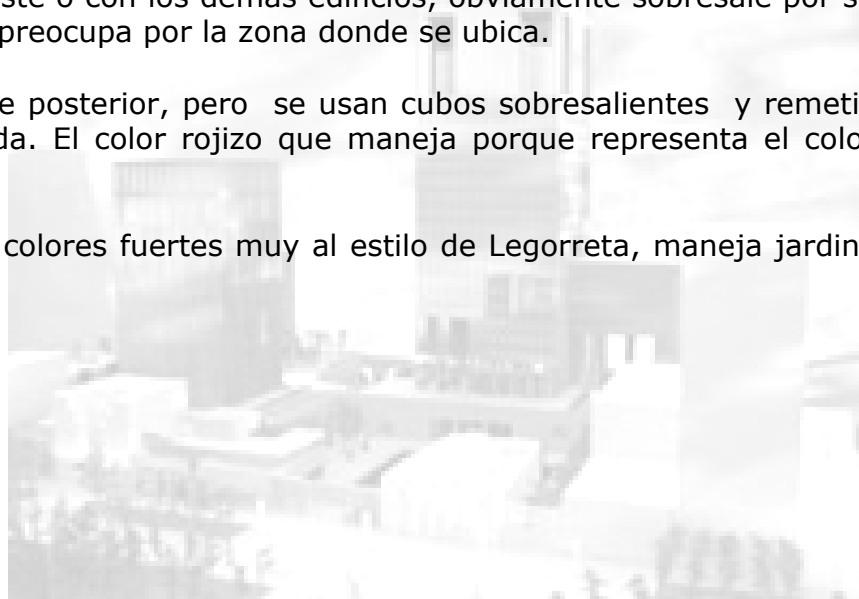 ste o con los demás edificios, obviamente sobresale por s
preocupa por la zona donde se ubica.
e posterior, pero se usan cubos sobresalientes y remeti
da. El color rojizo que maneja porque representa el colo
colores fuertes muy al estilo de Legorreta, maneja jardin